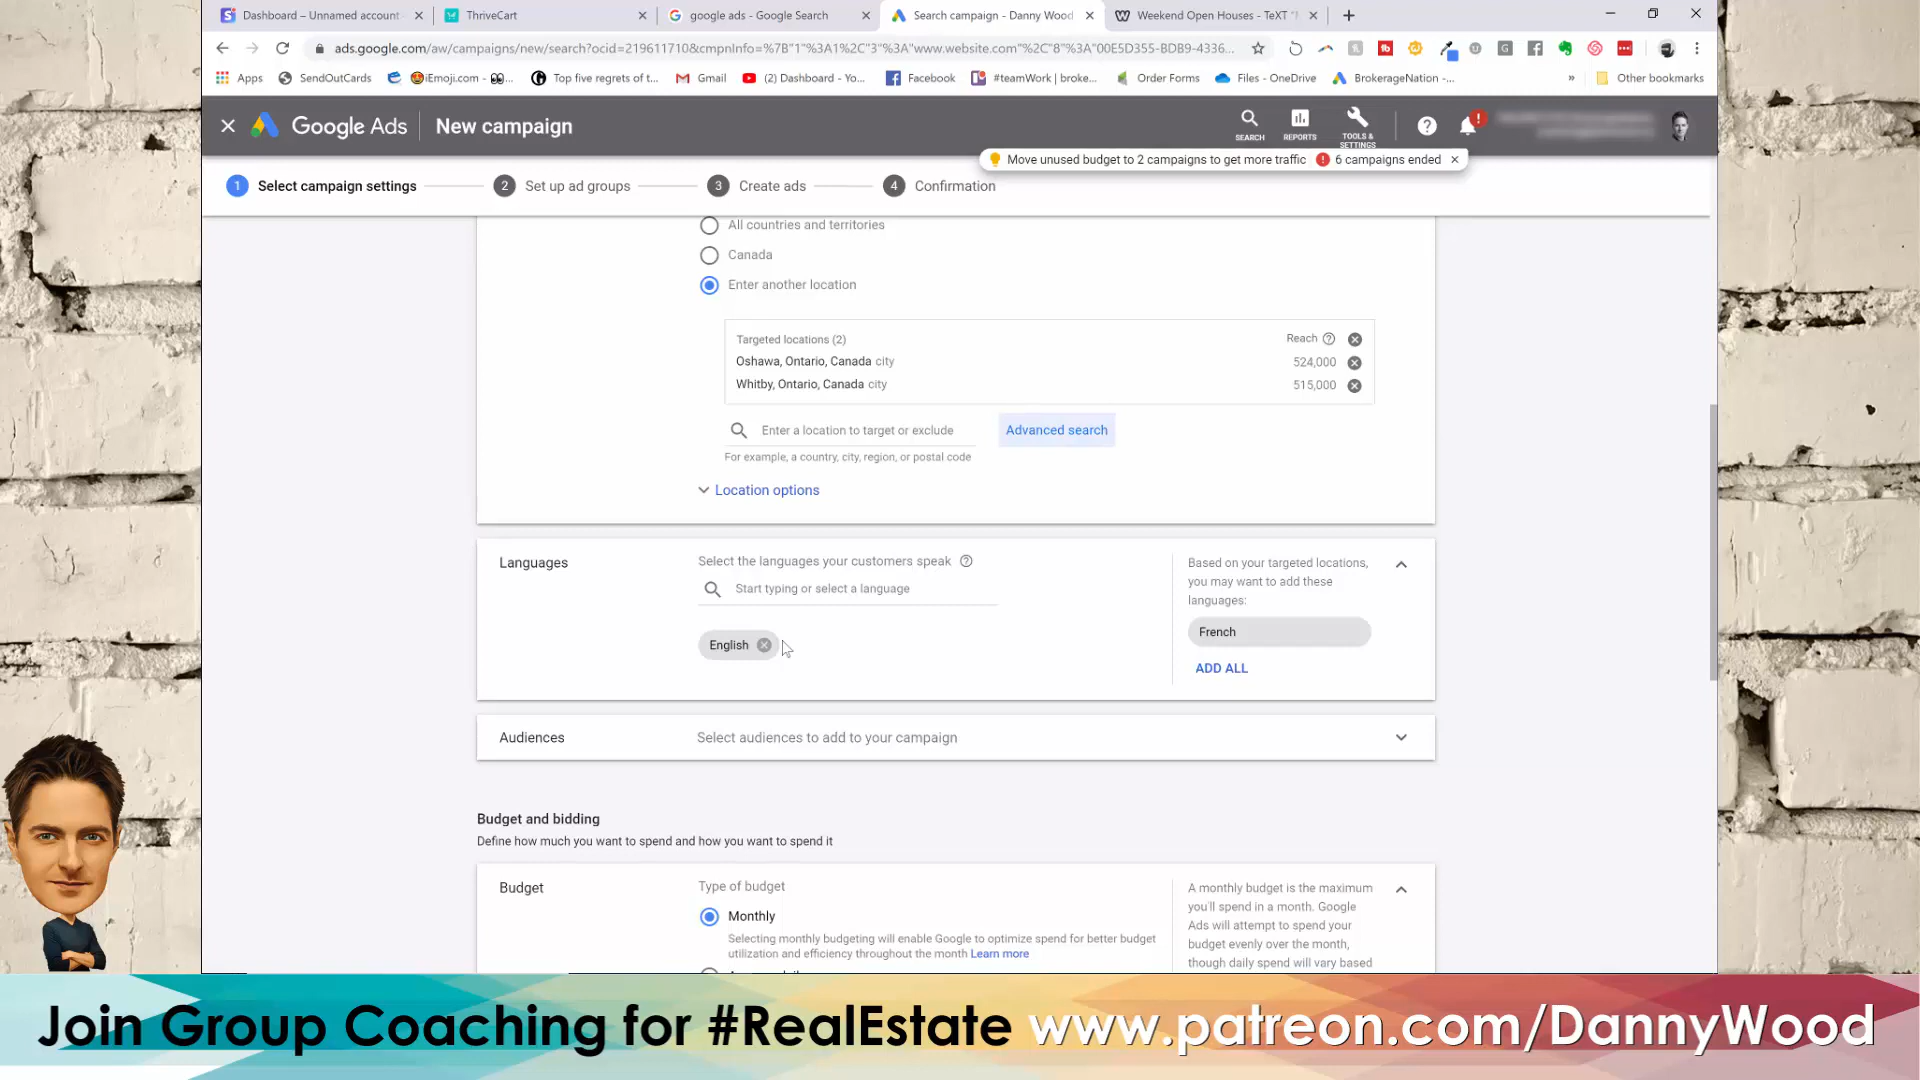 Dashboard – Unnamed account
ThriveCart
google ads - Google Search
Search campaign - Danny Wood
Weekend Open Houses - TeXT "
ads.google.com/aw/campaigns/new/search?ocid=219611710&cmpnInfo=%7B"1"%3A1%2C"3"%3A"www.website.com"%2C"8"%3A"00E5D355-BDB9-4336...
Apps
SendOutCards
iEmoji.com -
Top five regrets of t...
Gmail
(2) Dashboard - Yo...
Facebook
#teamWork | broke...
Order Forms
Files - OneDrive
BrokerageNation -...
»
Other bookmarks
Google Ads
New campaign
SEARCH
REPORTS
TOOLS &
SETTINGS
Move unused budget to 2 campaigns to get more traffic
6 campaigns ended
1 Select campaign settings
2 Set up ad groups
3 Create ads
4 Confirmation
All countries and territories
Canada
Enter another location
Targeted locations (2)
Reach
Oshawa, Ontario, Canada city
524,000
Whitby, Ontario, Canada city
515,000
Enter a location to target or exclude
Advanced search
For example, a country, city, region, or postal code
Location options
Languages
Select the languages your customers speak
Start typing or select a language
English
Based on your targeted locations,
you may want to add these
languages:
French
ADD ALL
Audiences
Select audiences to add to your campaign
Budget and bidding
Define how much you want to spend and how you want to spend it
Budget
Type of budget
Monthly
Selecting monthly budgeting will enable Google to optimize spend for better budget
utilization and efficiency throughout the month Learn more
A monthly budget is the maximum
you'll spend in a month. Google
Ads will attempt to spend your
budget evenly over the month,
though daily spend will vary based
Join Group Coaching for #RealEstate www.patreon.com/DannyWood